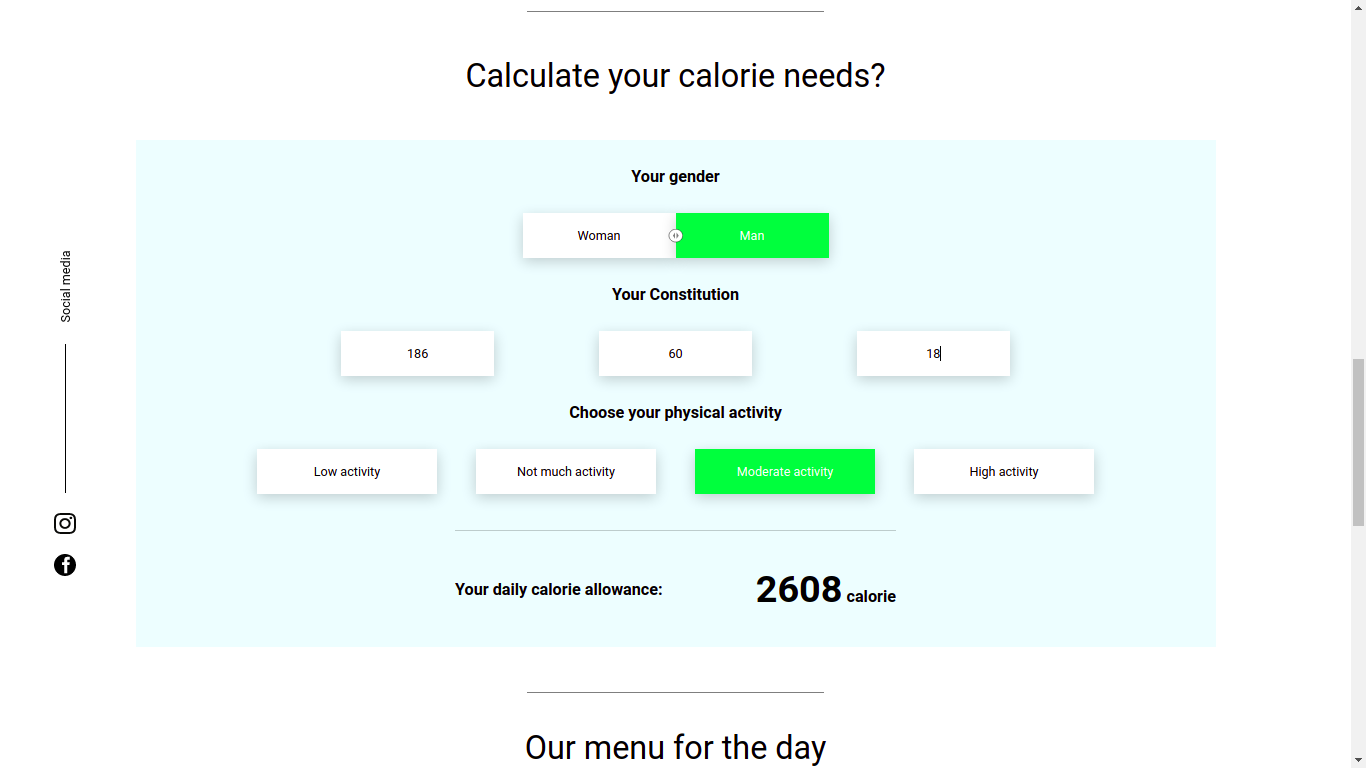 Calculate your calorie needs?
Your gender
Woman
Man
Your Constitution
186
60
18
Choose your physical activity
Low activity
Not much activity
Moderate activity
High activity
Your daily calorie allowance:
2608 calorie
Social media
Our menu for the day